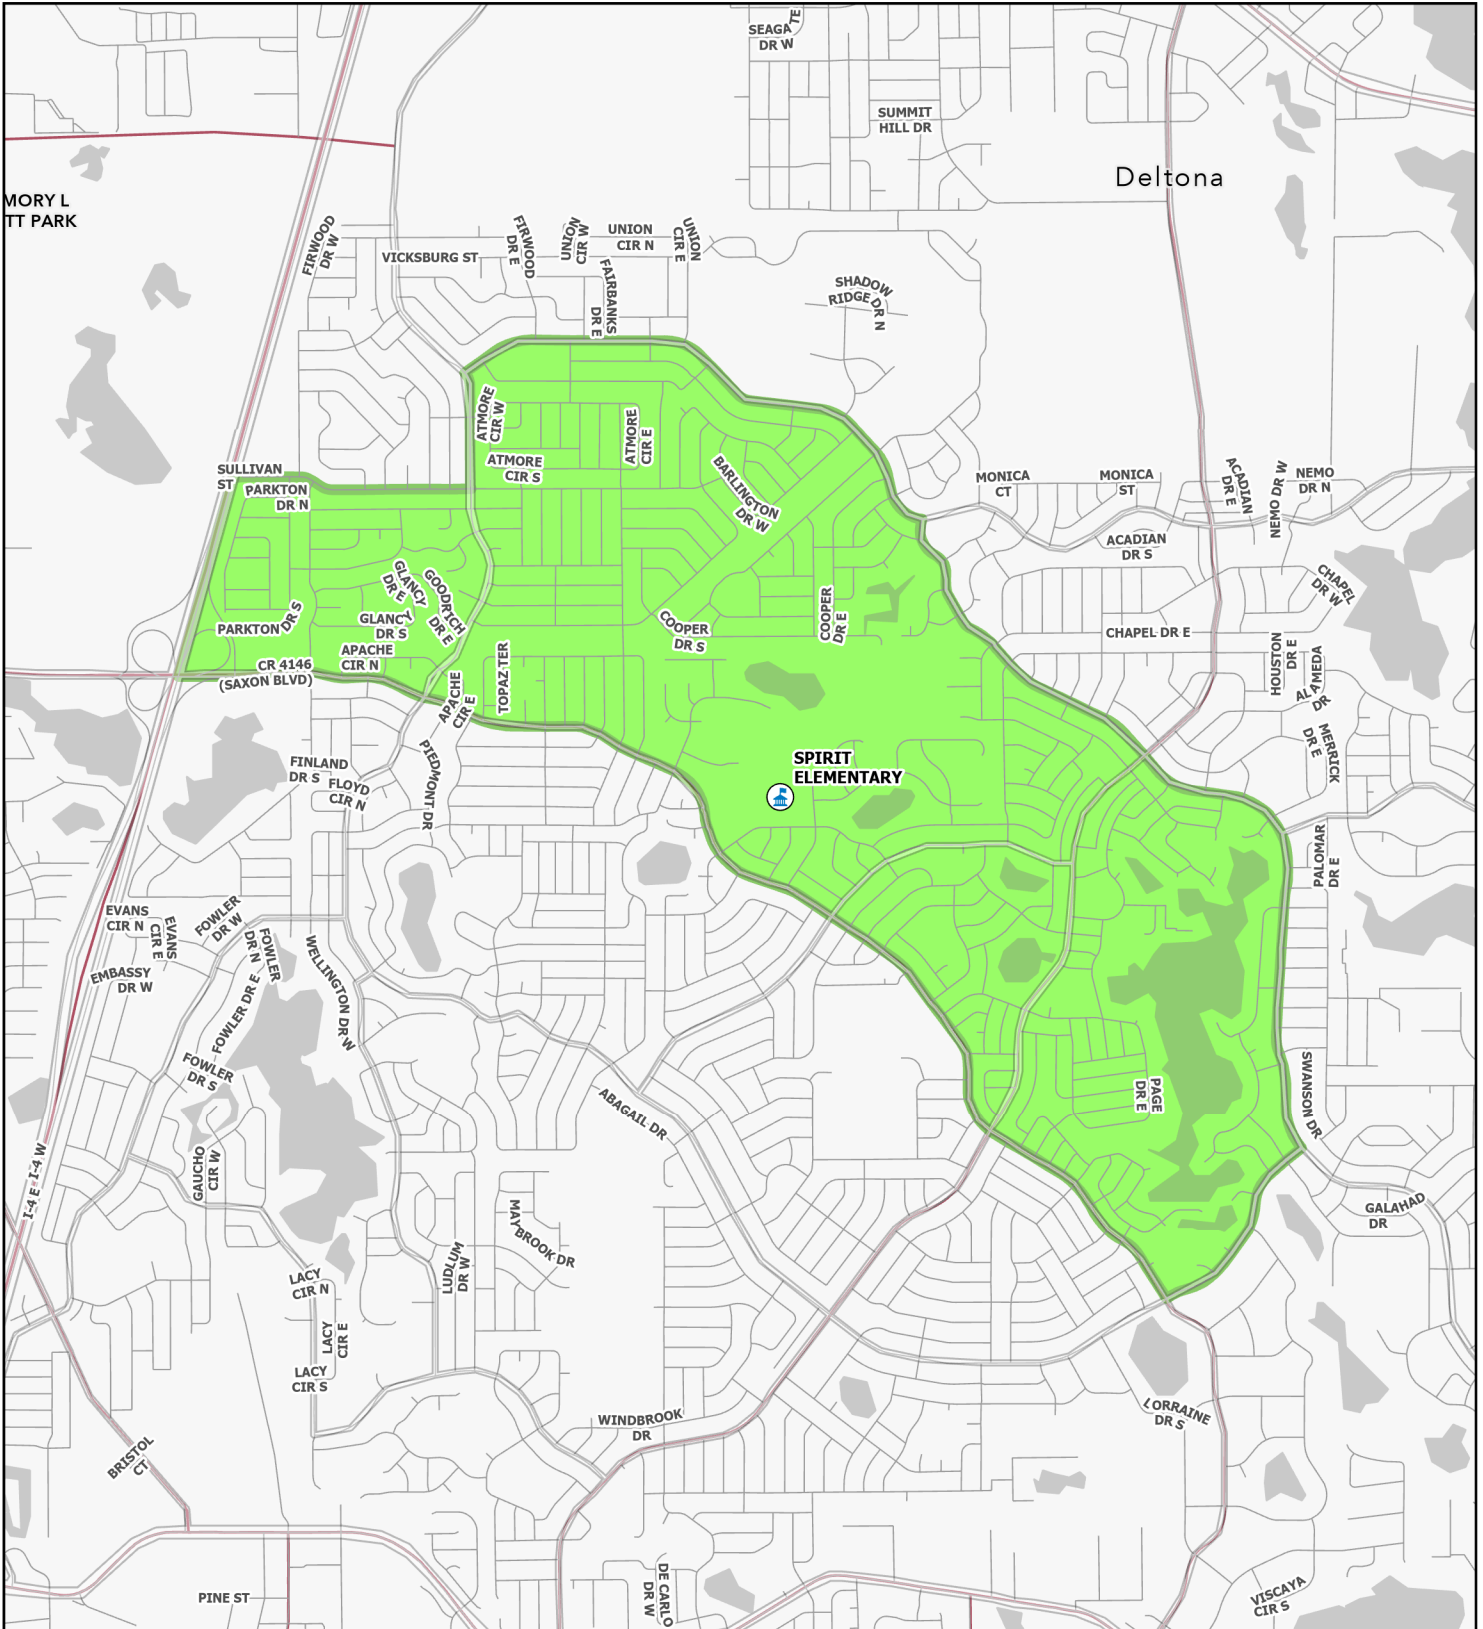 SEAGATE
DR W
SUMMIT
HILL DR
Deltona
MORY L
TT PARK
FIRWOOD
DR W
VICKSBURG ST
FIRWOOD
DR E
UNION
CIR W
UNION
CIR N
UNION
CIR E
FAIRBANKS
DR E
SHADOW
RIDGE DR N
ATMORE
CIR W
ATMORE
CIR E
ATMORE
CIR S
SULLIVAN
ST
PARKTON
DR N
BARLINGTON
DR W
MONICA
CT
MONICA
ST
ACADIAN
DR E
NEMO DR W
NEMO
DR N
ACADIAN
DR S
CHAPEL
DR W
GLANCY
DR E
GOODRICH
DR E
GLANCY
DR S
PARKTON DR S
COOPER
DR S
COOPER
DR E
CHAPEL DR E
APACHE
CIR N
CR 4146
(SAXON BLVD)
APACHE
CIR E
TOPAZ TER
HOUSTON
DR E
ALAMEDA
DR
MERRICK
DR E
SPIRIT
ELEMENTARY
FINLAND
DR S
FLOYD
CIR N
PIEDMONT DR
PALOMAR
DR E
EVANS
CIR N
EVANS
CIR E
FOWLER
DR W
FOWLER
DR N
EMBASSY
DR W
FOWLER DR E
WELLINGTON DR W
FOWLER
DR S
ABAGAIL DR
PAGE
DR E
SWANSON DR
I-4 E I-4 W
GAUCHO
CIR W
MAYBROOK DR
GALAHAD
DR
LACY
CIR N
LUDLUM
DR W
LACY
CIR E
LACY
CIR S
WINDBROOK
DR
LORRAINE
DR S
BRISTOL
CT
PINE ST
DE CARLO
DR W
VISCAYA
CIR S